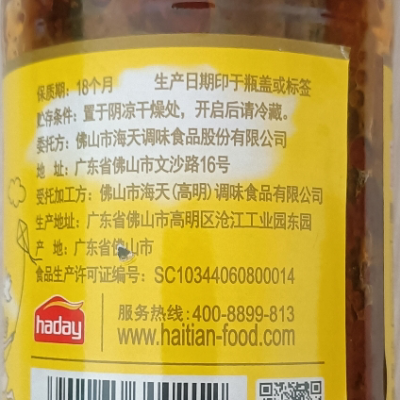 保质期：18个月 生产日期印于瓶盖或标签
贮存条件：置于阴凉干燥处，开启后请冷藏。
委托方：佛山市海天调味食品股份有限公司
地 址：广东省佛山市文沙路16号
受托加工方：佛山市海天(高明)调味食品有限公司
生产地址：广东省佛山市高明区沧江工业园东园
产 地：广东省佛山市
食品生产许可证编号：SC10344060800014
haday
服务热线：400-8899-813
www.haitian-food.com